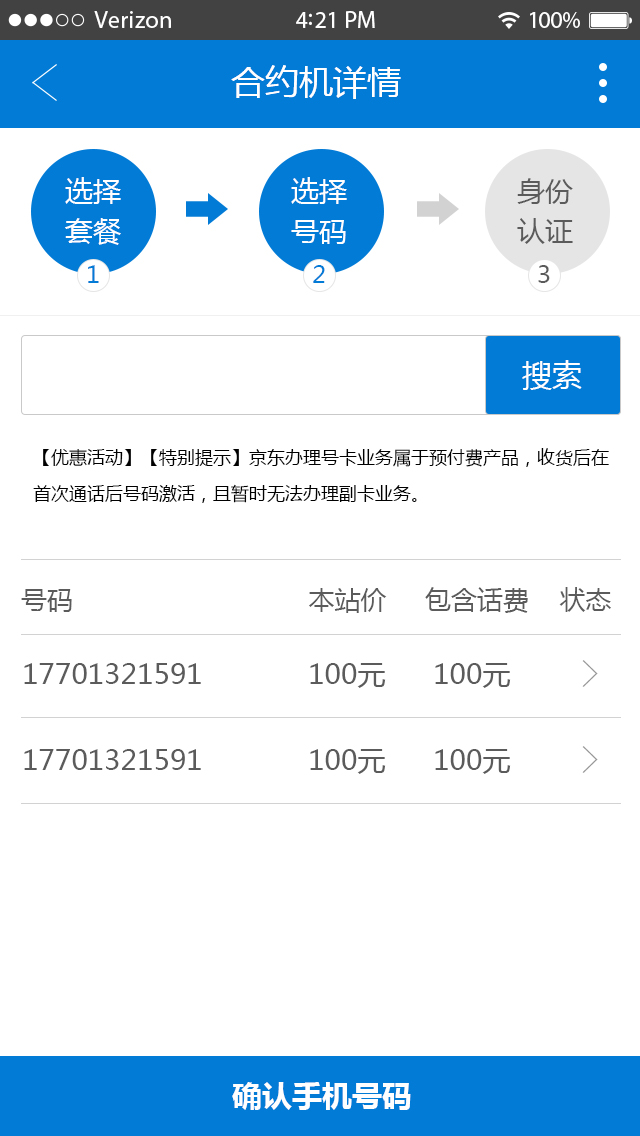 Verizon 4:21 PM 100%
合约机详情
选择
套餐
1
选择
号码
2
身份
认证
3
搜索
【优惠活动】【特别提示】京东办理号卡业务属于预付费产品，收货后在
首次通话后号码激活，且暂时无法办理副卡业务。
号码 本站价 包含话费 状态
17701321591 100元 100元
17701321591 100元 100元
确认手机号码